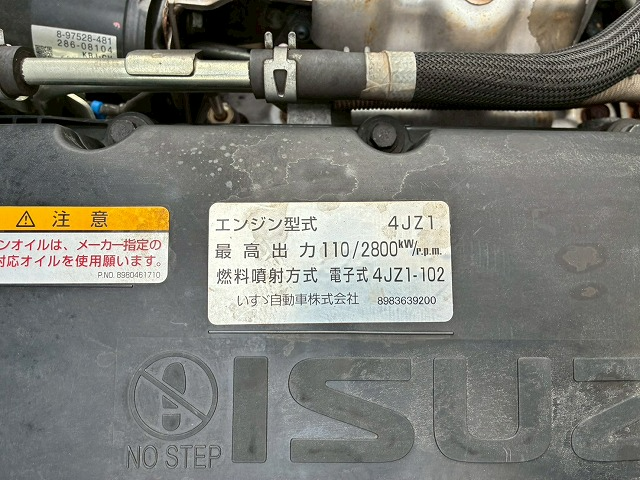 8-97528-481
286-08104
⚠ 注意
ンオイルは、メーカー指定の
対応オイルを使用願います。
P.NO. 8980461710
エンジン型式 4JZ1
最高出力 110/2800kW/r.p.m.
燃料噴射方式 電子式 4JZ1-102
いすゞ自動車株式会社 8983639200
NO STEP
ISUZ